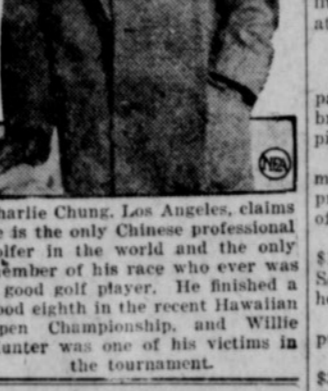 NEA
harlie Chung, Los Angeles, claims
e is the only Chinese professional
olfer in the world and the only
ember of his race who ever was
good golf player. He finished a
ood eighth in the recent Hawaiian
pen Championship, and Willie
unter was one of his victims in
the tournament.